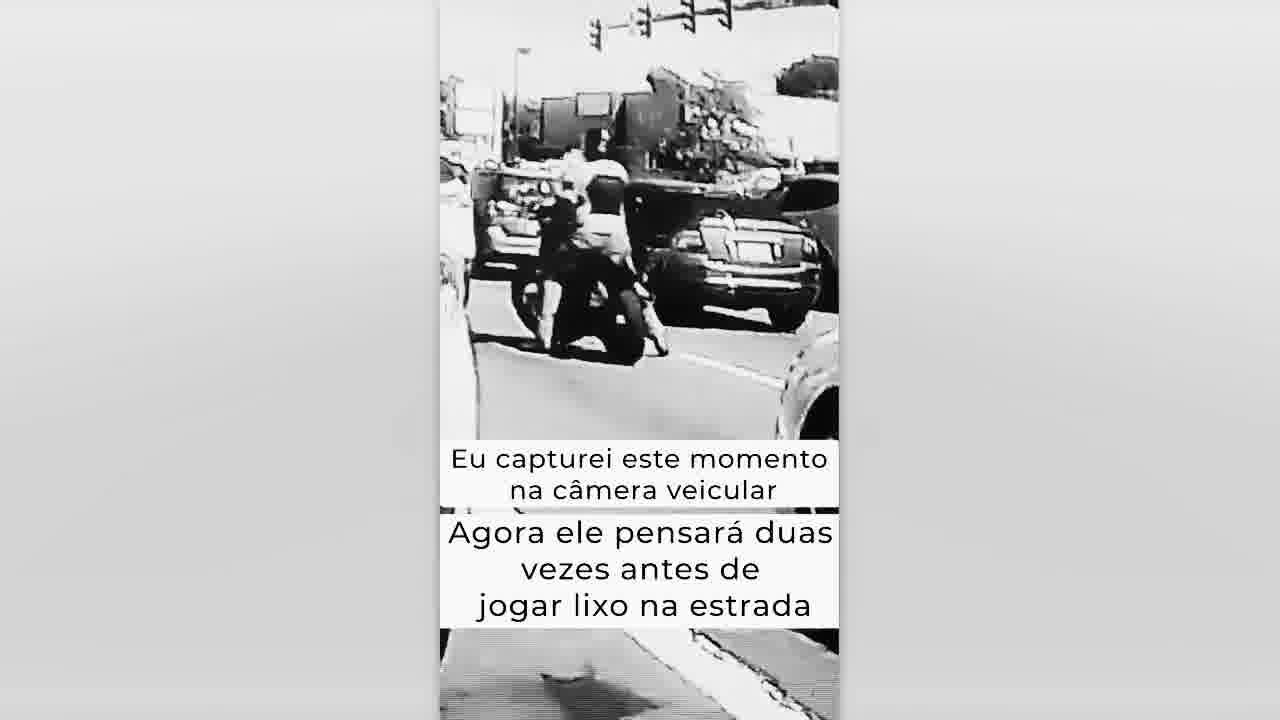 Eu capturei este momento
na câmera veicular
Agora ele pensará duas
vezes antes de
jogar lixo na estrada